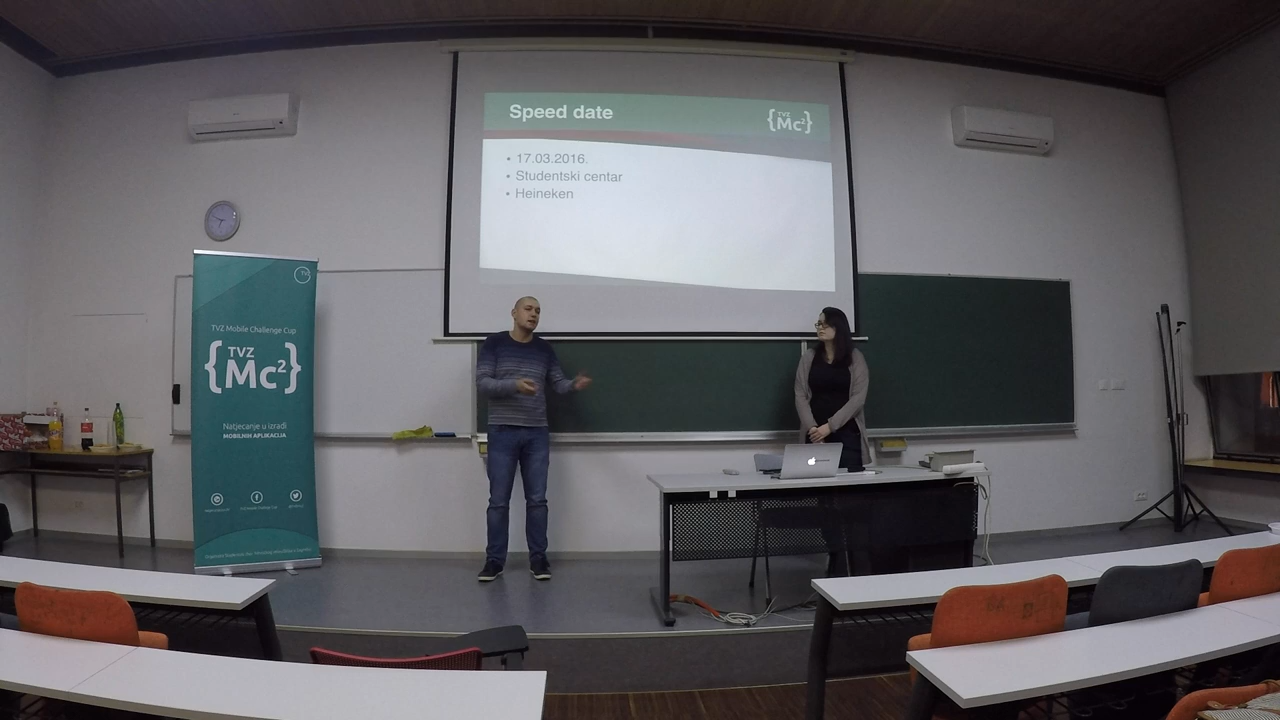 Speed date
{TVZ
Mc²}
• 17.03.2016.
• Studentski centar
• Heineken
TVZ Mobile Challenge Cup
{TVZ
Mc²}
Natjecanje u izradi
MOBILNIH APLIKACIJA